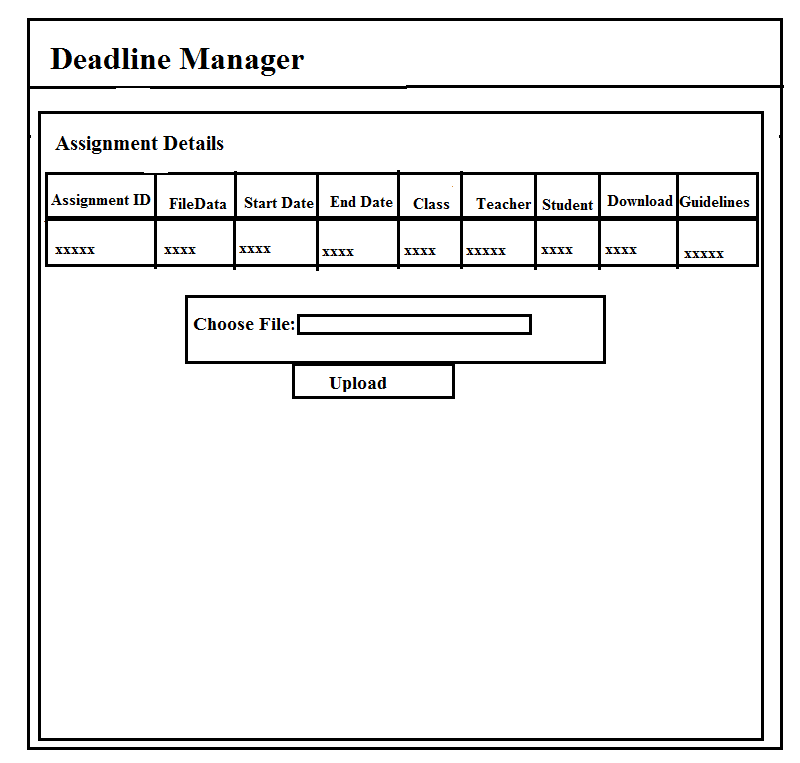 Deadline Manager
Assignment Details
Assignment ID FileData Start Date End Date Class Teacher Student Download Guidelines
xxxxx xxxx xxxx xxxx xxxx xxxxx xxxx xxxx xxxxx
Choose File:
Upload